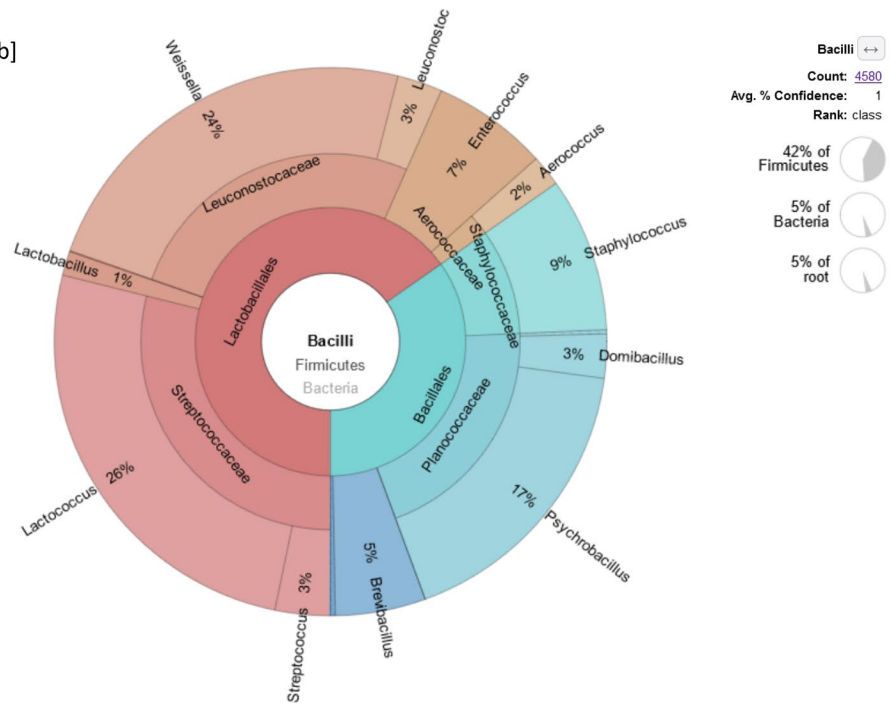 b]
Bacilli ↔
Count: 4580
Avg. % Confidence: 1
Rank: class
42% of
Firmicutes
5% of
Bacteria
5% of
root
Bacilli
Firmicutes
Bacteria
Lactobacillales
Bacillales
Leuconostocaceae
Streptococcaceae
Aerococcaceae
Staphylococcaceae
Planococcaceae
Weissella 24%
Leuconostoc 3%
Enterococcus 7%
Aerococcus 2%
Staphylococcus 9%
Domibacillus 3%
Psychrobacillus 17%
Brevibacillus 5%
Streptococcus 3%
Lactococcus 26%
Lactobacillus 1%